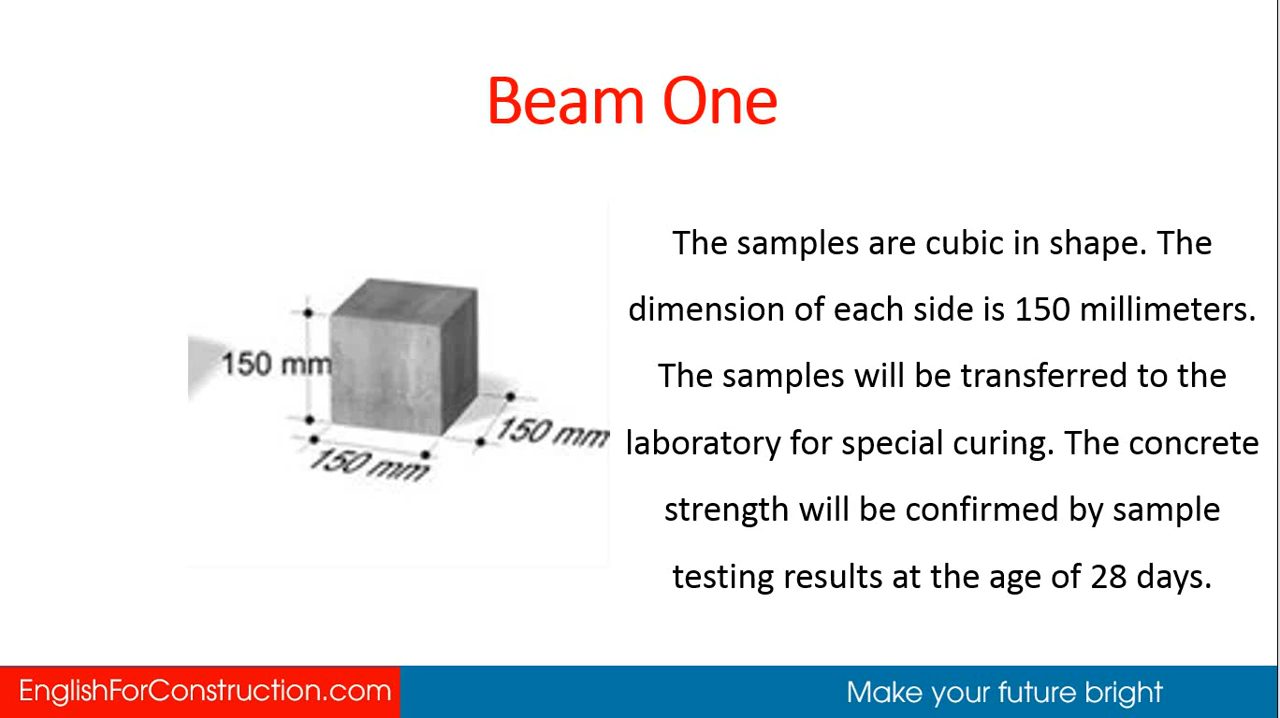 Beam One
The samples are cubic in shape. The
dimension of each side is 150 millimeters.
The samples will be transferred to the
laboratory for special curing. The concrete
strength will be confirmed by sample
testing results at the age of 28 days.
150 mm
150 mm
150 mm
EnglishForConstruction.com
Make your future bright